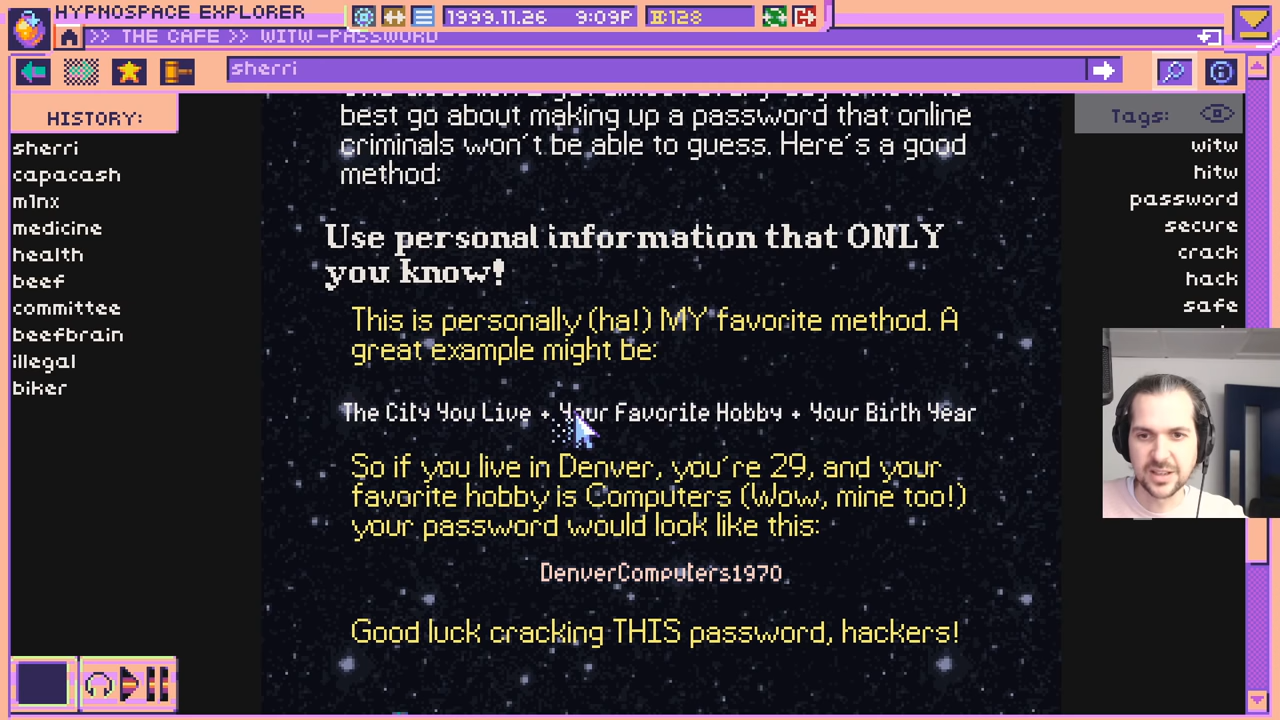 HYPNOSPACE EXPLORER
1999.11.26 9:09P
128
>> THE CAFE >> WITW-PASSWORD
sherri
HISTORY:
sherri
capacash
m1nx
medicine
health
beef
committee
beefbrain
illegal
biker
best go about making up a password that online
criminals won't be able to guess. Here's a good
method:
Use personal information that ONLY
you know!
This is personally (ha!) MY favorite method. A
great example might be:
The City You Live + Your Favorite Hobby + Your Birth Year
So if you live in Denver, you're 29, and your
favorite hobby is Computers (Wow, mine too!)
your password would look like this:
DenverComputers1970
Good luck cracking THIS password, hackers!
Tags:
witw
hitw
password
secure
crack
hack
safe